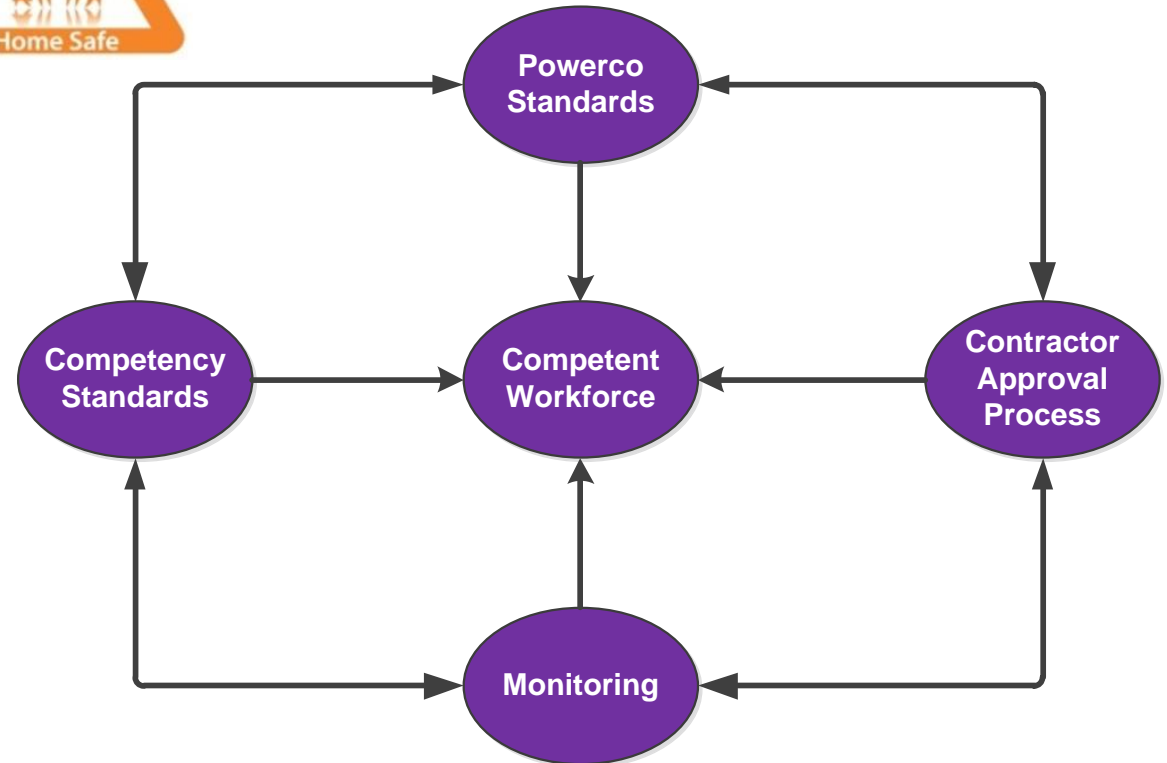 Home Safe
Powerco
Standards
Competency
Standards
Competent
Workforce
Contractor
Approval
Process
Monitoring